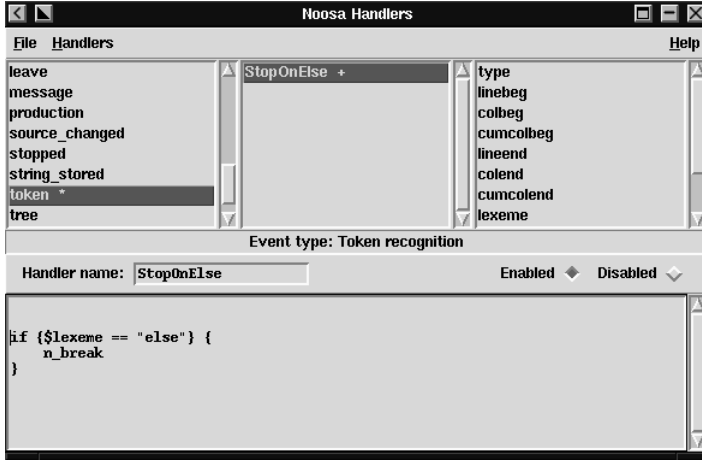 Noosa Handlers
File Handlers Help
leave
message
production
source_changed
stopped
string_stored
token *
tree
StopOnElse +
type
linebeg
colbeg
cumcolbeg
lineend
colend
cumcolend
lexeme
Event type: Token recognition
Handler name: StopOnElse Enabled Disabled
if {$lexeme == "else"} {
    n_break
}